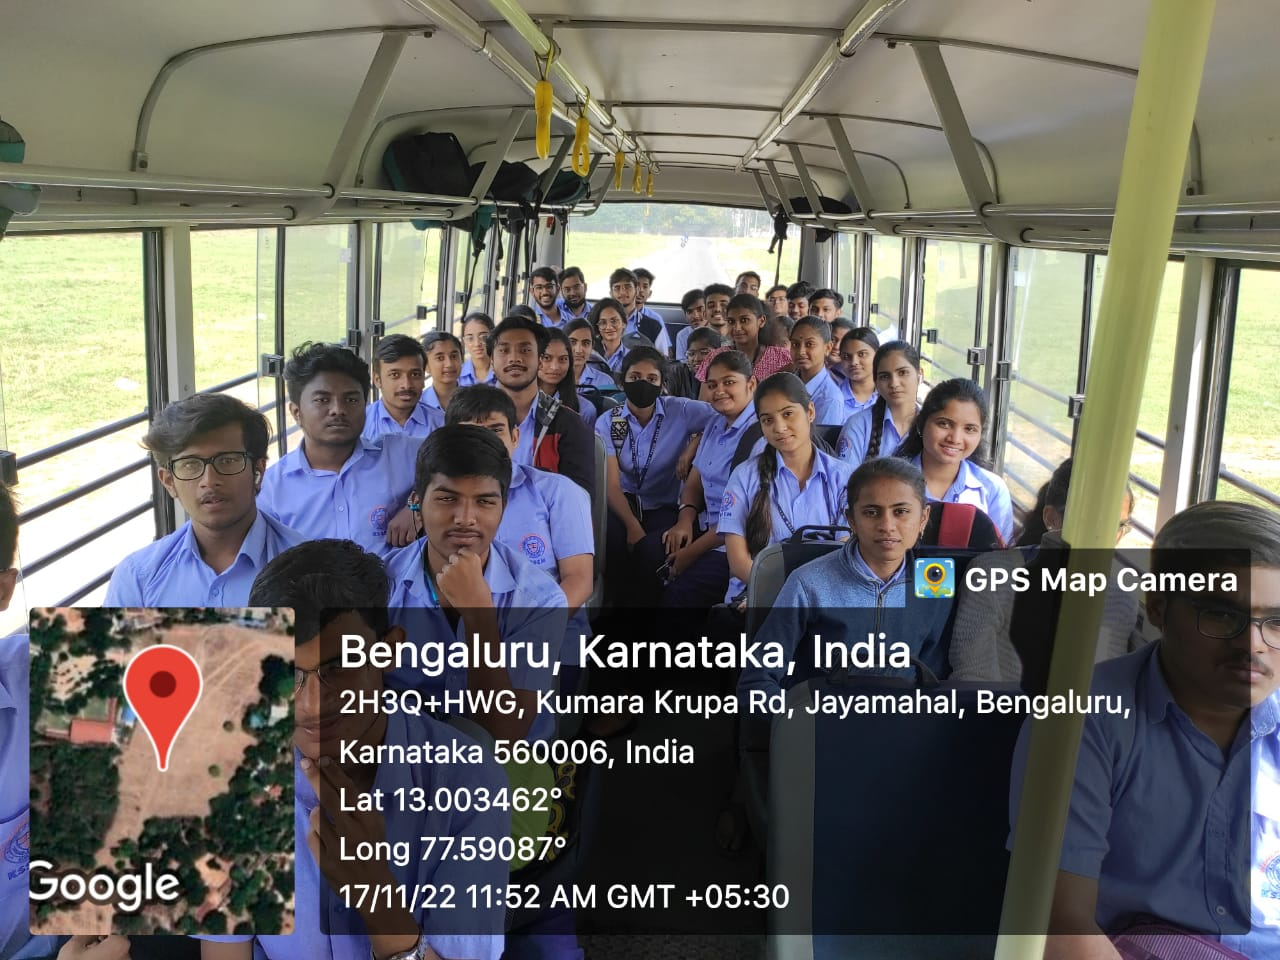 GPS Map Camera
Bengaluru, Karnataka, India
2H3Q+HWG, Kumara Krupa Rd, Jayamahal, Bengaluru,
Karnataka 560006, India
Lat 13.003462°
Long 77.59087°
17/11/22 11:52 AM GMT +05:30
Google